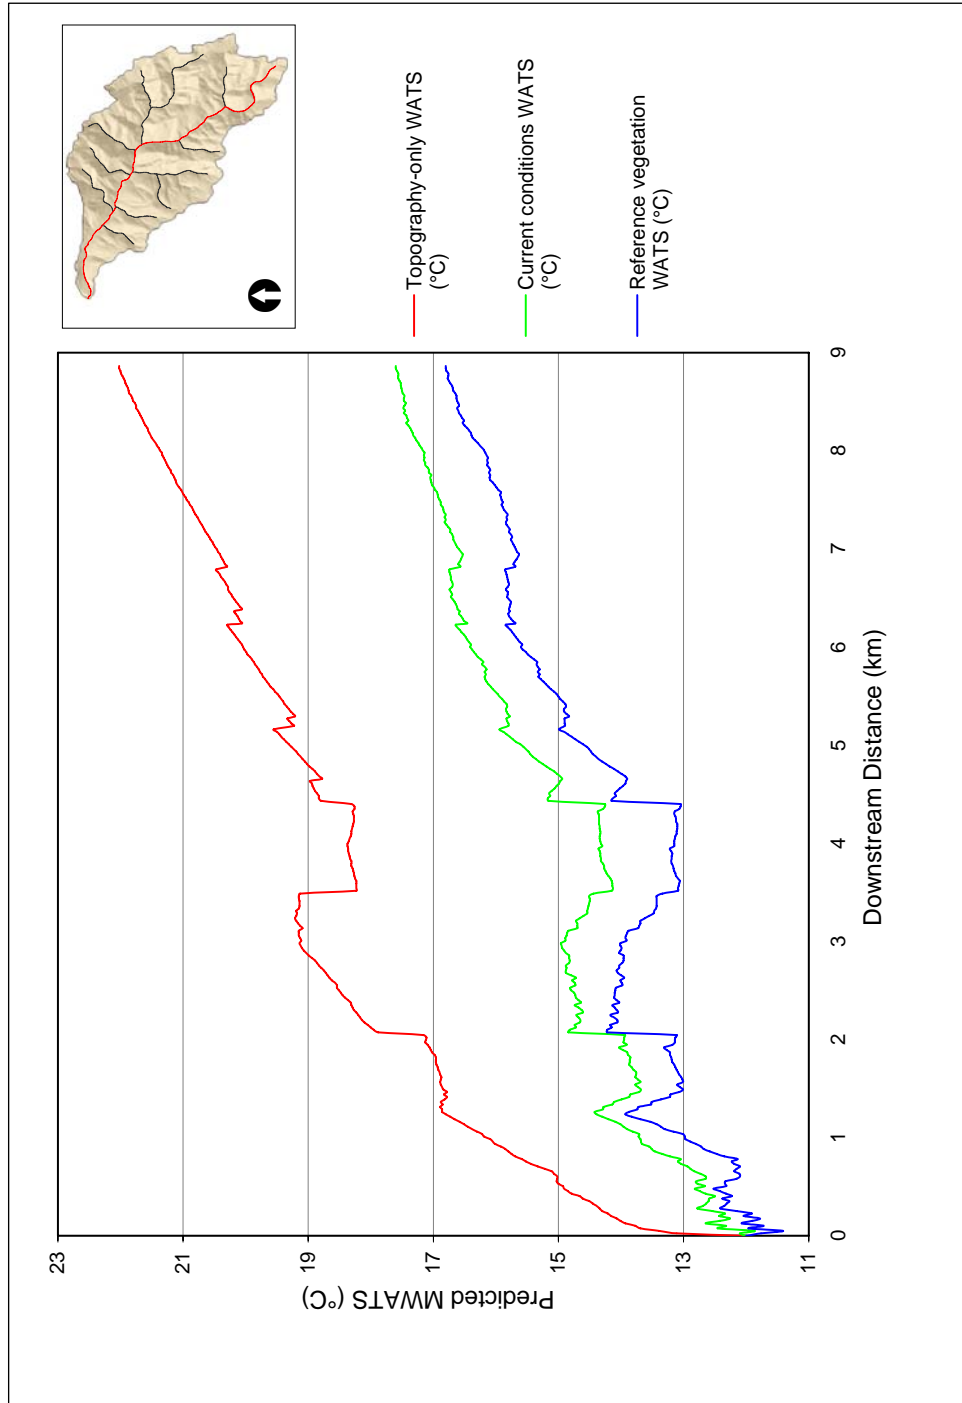 23
21
19
17
15
13
11
Predicted MWATS (°C)
0
1
2
3
4
5
6
7
8
9
Downstream Distance (km)
Topography-only WATS
(°C)
Current conditions WATS
(°C)
Reference vegetation
WATS (°C)